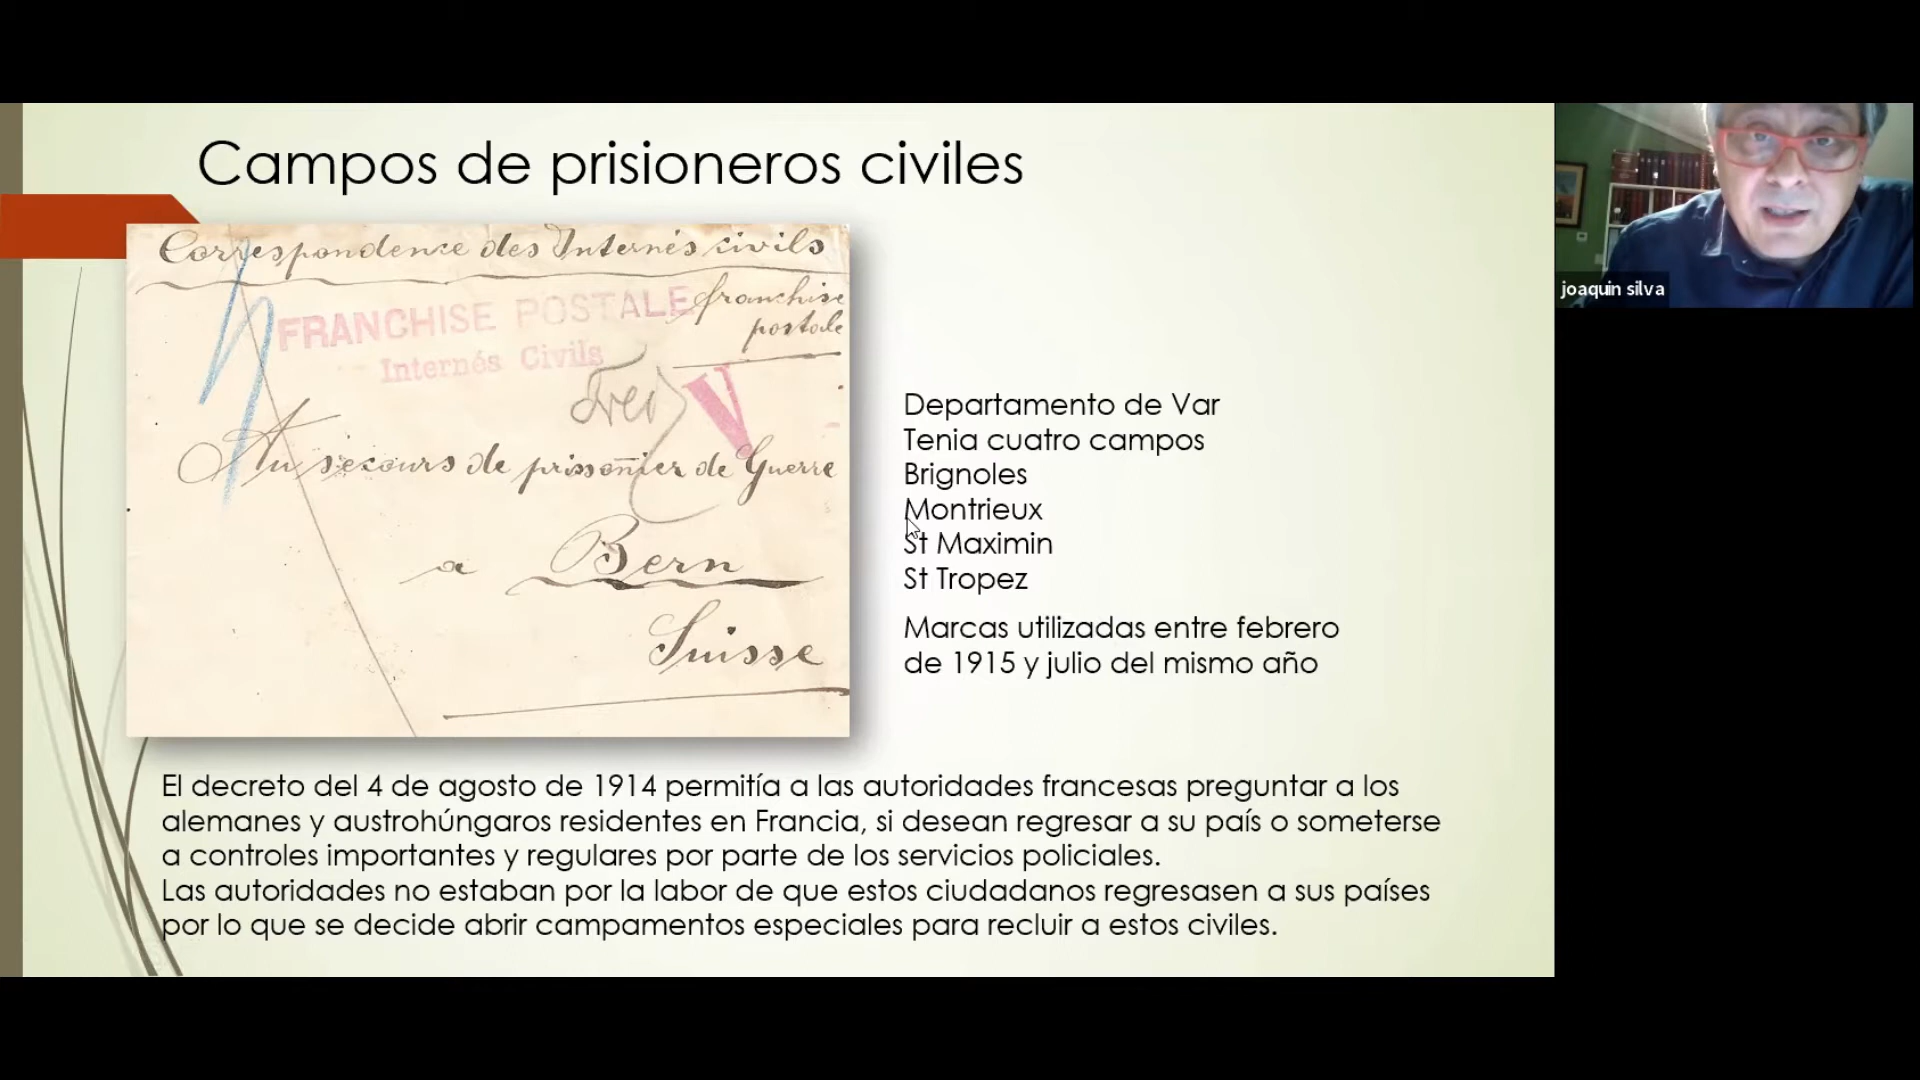 Campos de prisioneros civiles
Correspondence des Internés civils
franchise
postale
FRANCHISE POSTALE
Internés Civils
V
Au secours de prisoñier de Guerre
a Bern
Suisse
Departamento de Var
Tenia cuatro campos
Brignoles
Montrieux
St Maximin
St Tropez
Marcas utilizadas entre febrero
de 1915 y julio del mismo año
El decreto del 4 de agosto de 1914 permitía a las autoridades francesas preguntar a los
alemanes y austrohúngaros residentes en Francia, si desean regresar a su país o someterse
a controles importantes y regulares por parte de los servicios policiales.
Las autoridades no estaban por la labor de que estos ciudadanos regresasen a sus países
por lo que se decide abrir campamentos especiales para recluir a estos civiles.
joaquin silva